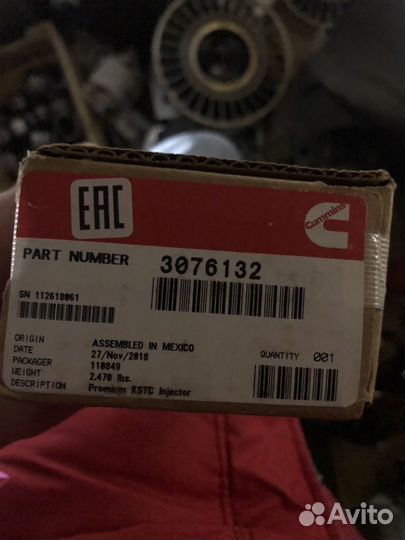 EAC
Cummins
PART NUMBER 3076132
SN 112618061
ORIGIN ASSEMBLED IN MEXICO
DATE 27/Nov/2018
PACKAGER 110849
WEIGHT 2.470 lbs.
DESCRIPTION Premium KSTC Injector
QUANTITY 001
Avito